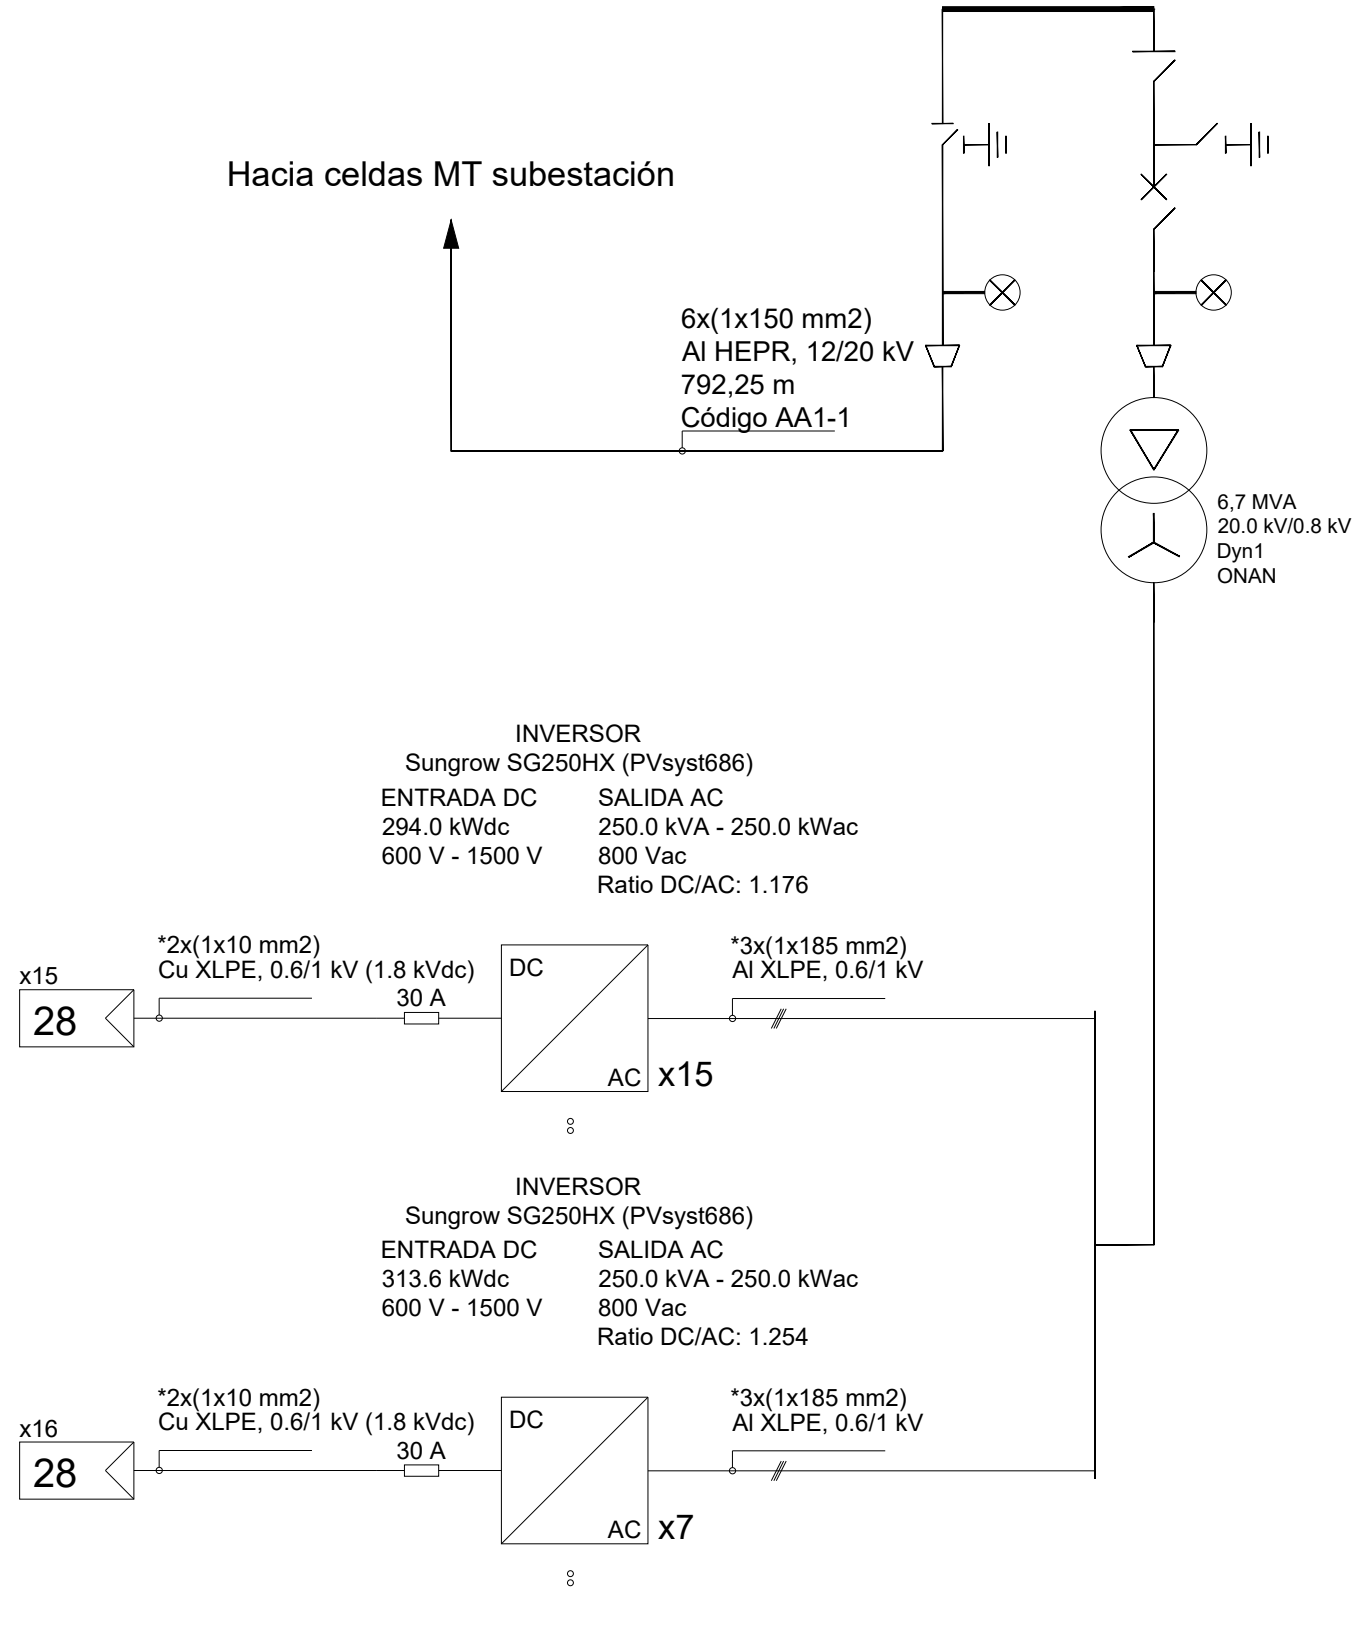 Hacia celdas MT subestación
6x(1x150 mm2)
Al HEPR, 12/20 kV
792,25 m
Código AA1-1
6,7 MVA
20.0 kV/0.8 kV
Dyn1
ONAN
INVERSOR
Sungrow SG250HX (PVsyst686)
ENTRADA DC SALIDA AC
294.0 kWdc 250.0 kVA - 250.0 kWac
600 V - 1500 V 800 Vac
Ratio DC/AC: 1.176
*2x(1x10 mm2)
Cu XLPE, 0.6/1 kV (1.8 kVdc)
30 A
x15
28
DC
AC
x15
*3x(1x185 mm2)
Al XLPE, 0.6/1 kV
INVERSOR
Sungrow SG250HX (PVsyst686)
ENTRADA DC SALIDA AC
313.6 kWdc 250.0 kVA - 250.0 kWac
600 V - 1500 V 800 Vac
Ratio DC/AC: 1.254
*2x(1x10 mm2)
Cu XLPE, 0.6/1 kV (1.8 kVdc)
30 A
x16
28
DC
AC
x7
*3x(1x185 mm2)
Al XLPE, 0.6/1 kV